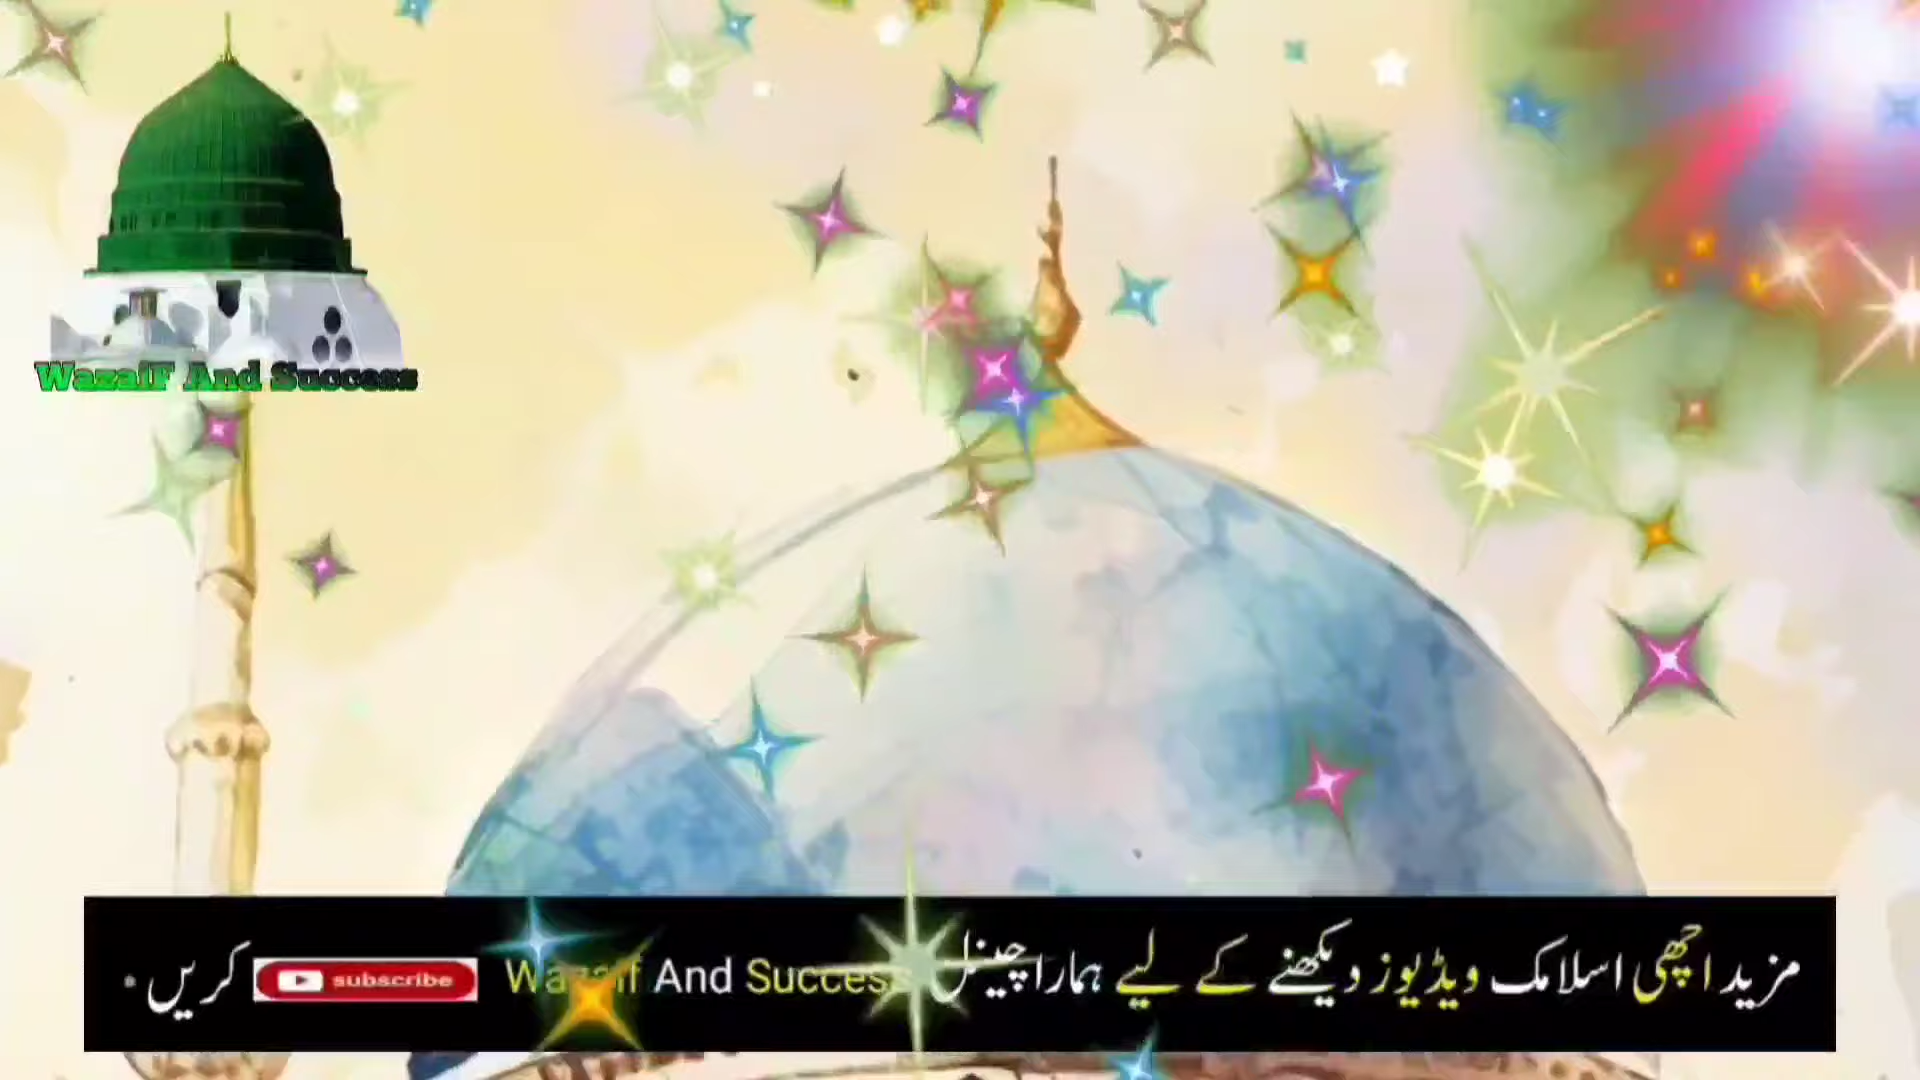 WazaiF And Success
مزید اچھی اسلامک ویڈیوز دیکھنے کے لیے ہمارا چینل Wazaif And Success subscribe کریں۔